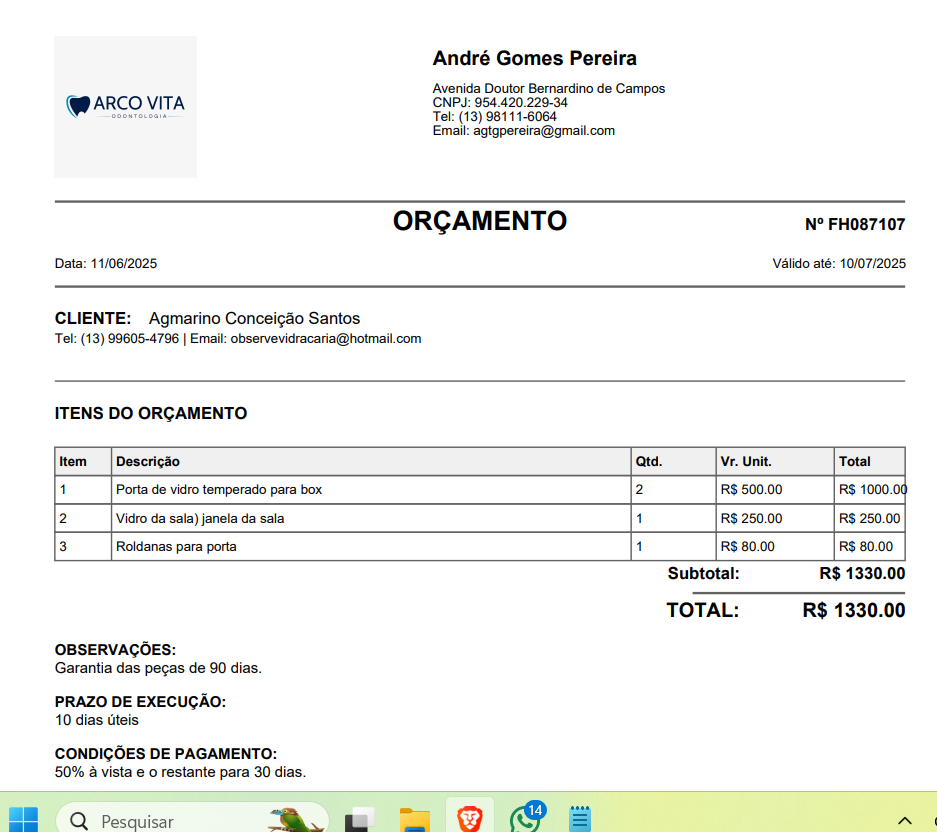 ARCO VITA
ODONTOLOGIA
André Gomes Pereira
Avenida Doutor Bernardino de Campos
CNPJ: 954.420.229-34
Tel: (13) 98111-6064
Email: agtgpereira@gmail.com
ORÇAMENTO
Nº FH087107
Data: 11/06/2025
Válido até: 10/07/2025
CLIENTE: Agmarino Conceição Santos
Tel: (13) 99605-4796 | Email: observevidracaria@hotmail.com
ITENS DO ORÇAMENTO
Item Descrição Qtd. Vr. Unit. Total
1 Porta de vidro temperado para box 2 R$ 500.00 R$ 1000.00
2 Vidro da sala) janela da sala 1 R$ 250.00 R$ 250.00
3 Roldanas para porta 1 R$ 80.00 R$ 80.00
Subtotal: R$ 1330.00
TOTAL: R$ 1330.00
OBSERVAÇÕES:
Garantia das peças de 90 dias.
PRAZO DE EXECUÇÃO:
10 dias úteis
CONDIÇÕES DE PAGAMENTO:
50% à vista e o restante para 30 dias.
Pesquisar
14